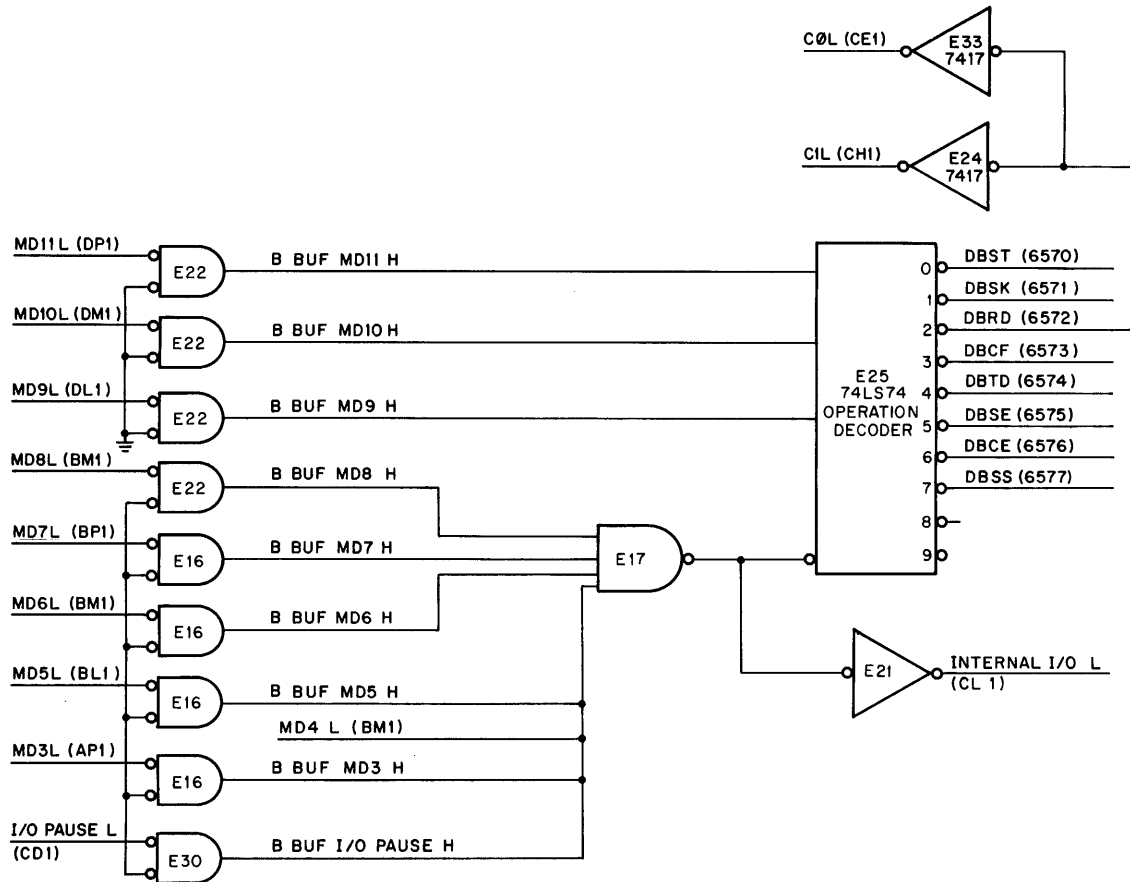 C0L (CE1)
E33
7417
C1L (CH1)
E24
7417
MD11L (DP1)
E22
B BUF MD11 H
MD10L (DM1)
E22
B BUF MD10 H
MD9L (DL1)
E22
B BUF MD9 H
MD8L (BM1)
E22
B BUF MD8 H
MD7L (BP1)
E16
B BUF MD7 H
MD6L (BM1)
E16
B BUF MD6 H
MD5L (BL1)
E16
B BUF MD5 H
MD4 L (BM1)
MD3L (AP1)
E16
B BUF MD3 H
I/O PAUSE L
(CD1)
E30
B BUF I/O PAUSE H
E17
E25
74LS74
OPERATION
DECODER
0 DBST (6570)
1 DBSK (6571)
2 DBRD (6572)
3 DBCF (6573)
4 DBTD (6574)
5 DBSE (6575)
6 DBCE (6576)
7 DBSS (6577)
8
9
E21
INTERNAL I/O L
(CL1)